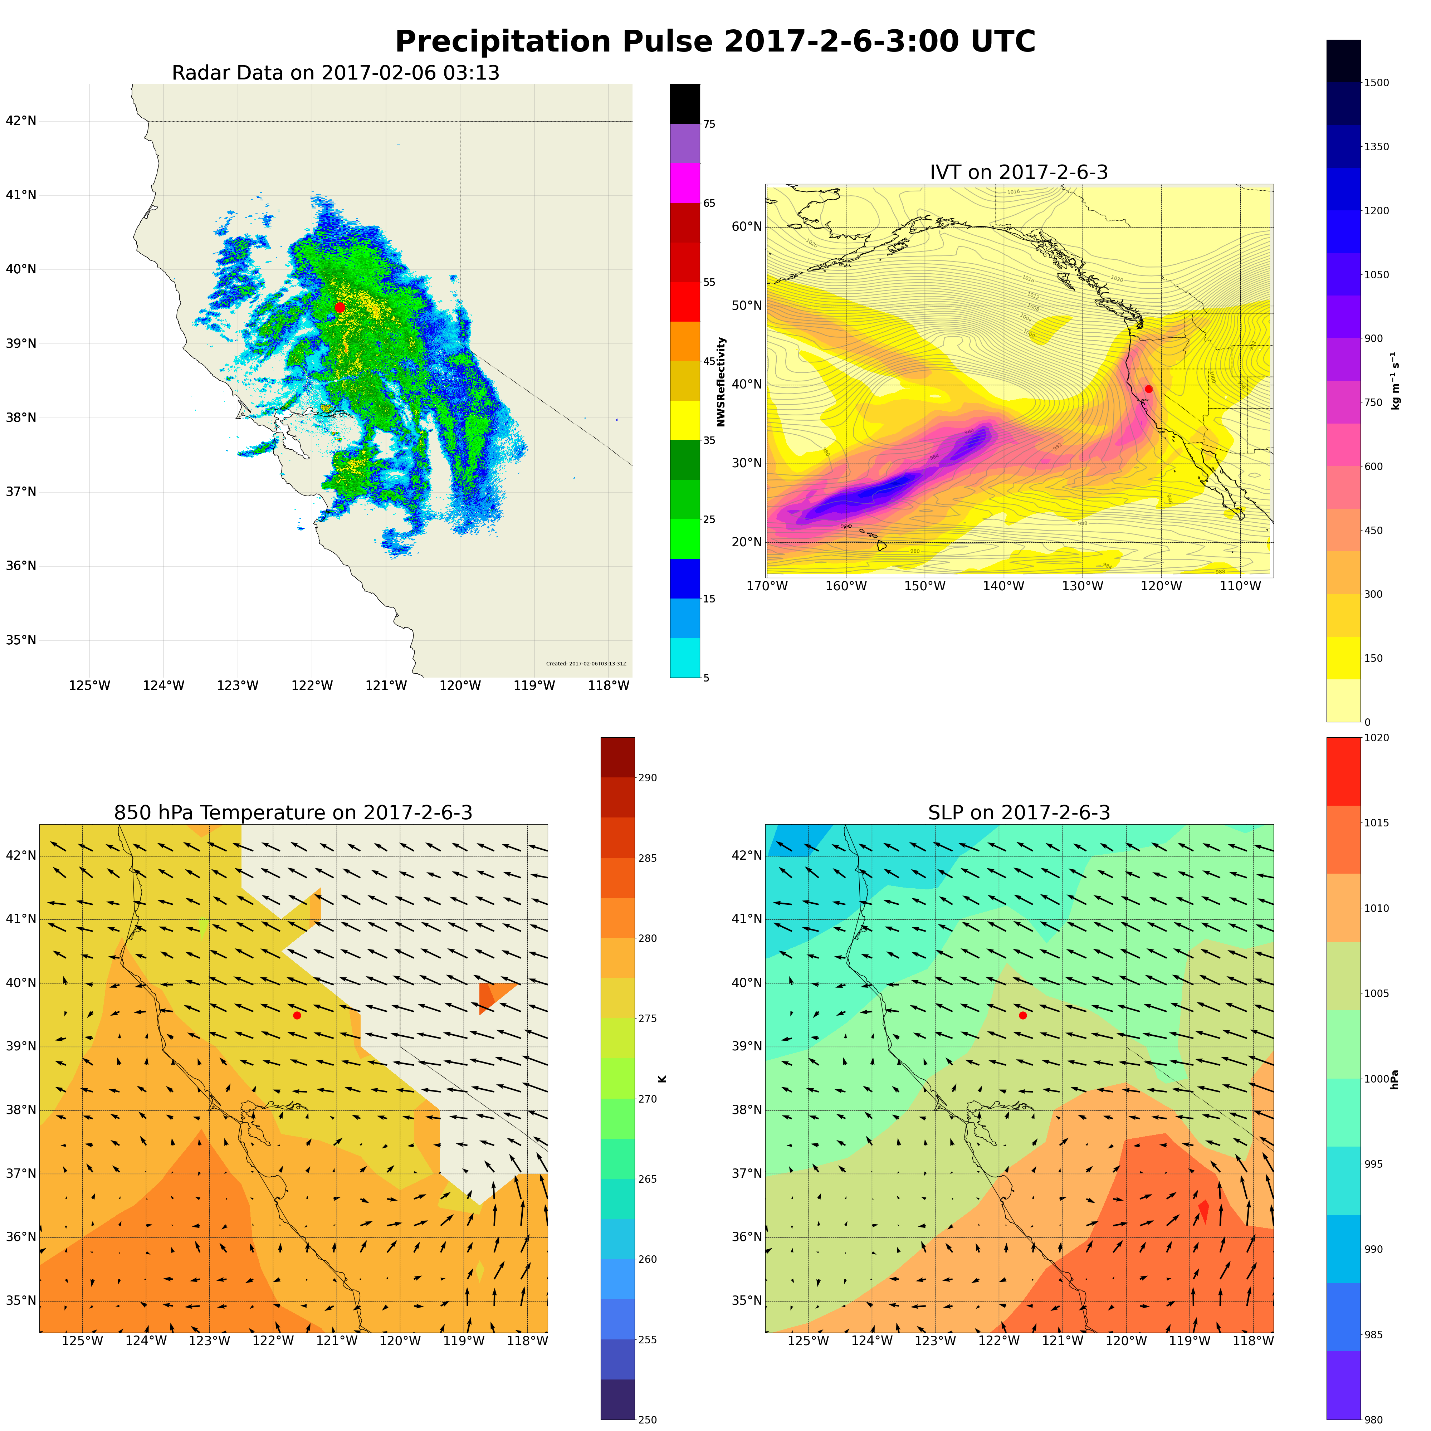 Precipitation Pulse 2017-2-6-3:00 UTC
Radar Data on 2017-02-06 03:13
42°N
41°N
40°N
39°N
38°N
37°N
36°N
35°N
125°W 124°W 123°W 122°W 121°W 120°W 119°W 118°W
Created: 2017-02-06T03:13:31Z
75
65
55
45
35
25
15
5
NWSReflectivity
IVT on 2017-2-6-3
60°N
50°N
40°N
30°N
20°N
170°W 160°W 150°W 140°W 130°W 120°W 110°W
1500
1350
1200
1050
900
750
600
450
300
150
0
kg m⁻¹ s⁻¹
850 hPa Temperature on 2017-2-6-3
42°N
41°N
40°N
39°N
38°N
37°N
36°N
35°N
125°W 124°W 123°W 122°W 121°W 120°W 119°W 118°W
290
285
280
275
270
265
260
255
250
K
SLP on 2017-2-6-3
42°N
41°N
40°N
39°N
38°N
37°N
36°N
35°N
125°W 124°W 123°W 122°W 121°W 120°W 119°W 118°W
1020
1015
1010
1005
1000
995
990
985
980
hPa